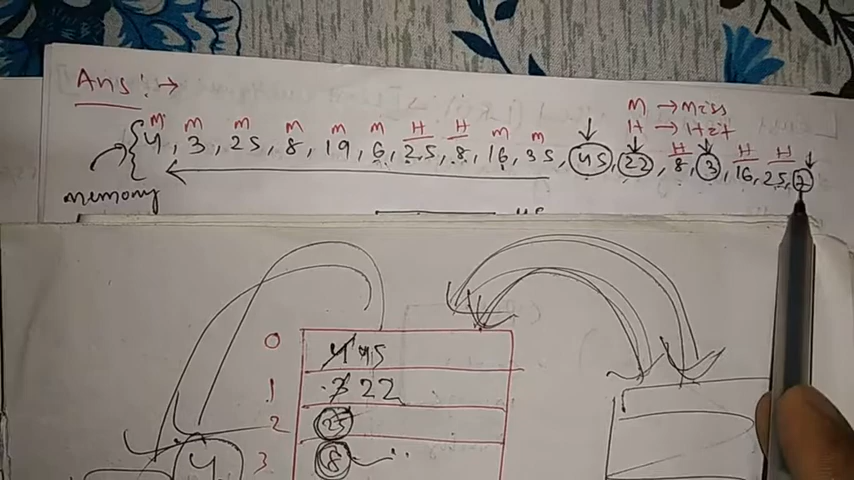 Ans:→
M → Miss
H → Hit
M M M M M M H H M M H H H
{4, 3, 25, 8, 19, 6, 25, 8, 16, 35, 45, 22, 8, 3, 16, 25, 7
memory
0 4 45
1 3 22
2 25
3 8
4